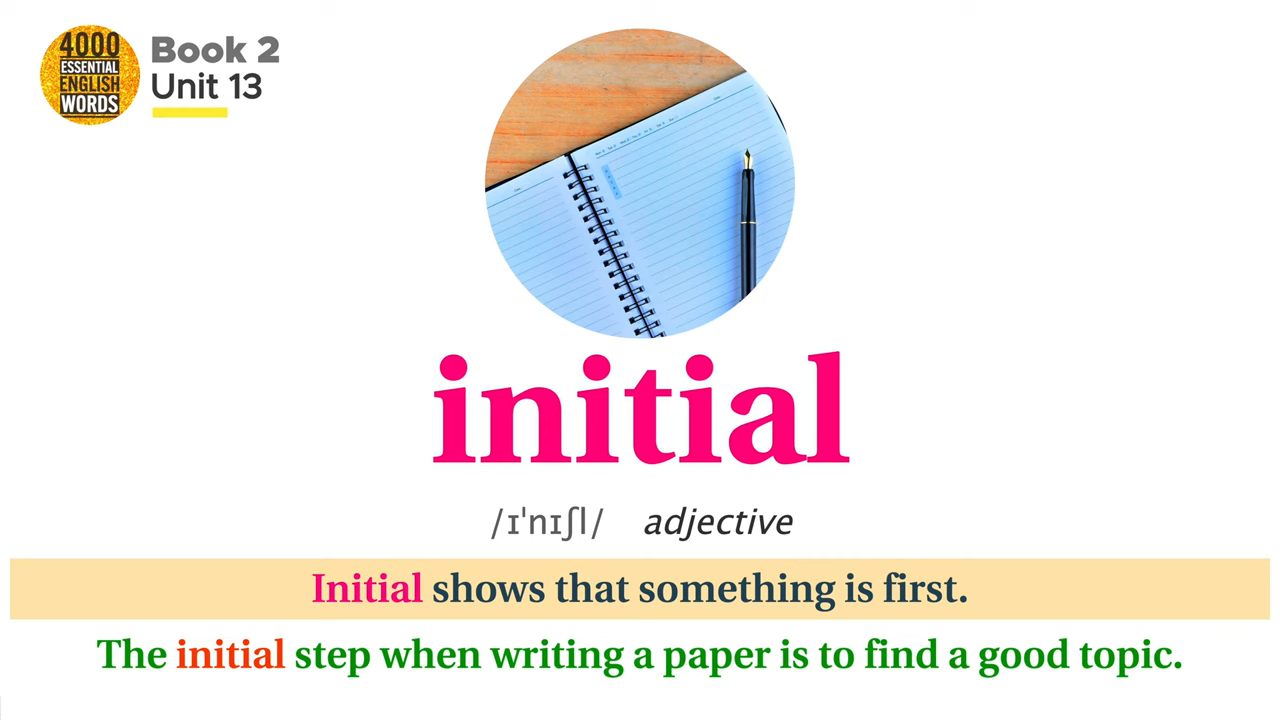 4000
ESSENTIAL
ENGLISH
WORDS
Book 2
Unit 13
initial
/ɪˈnɪʃl/ adjective
Initial shows that something is first.
The initial step when writing a paper is to find a good topic.